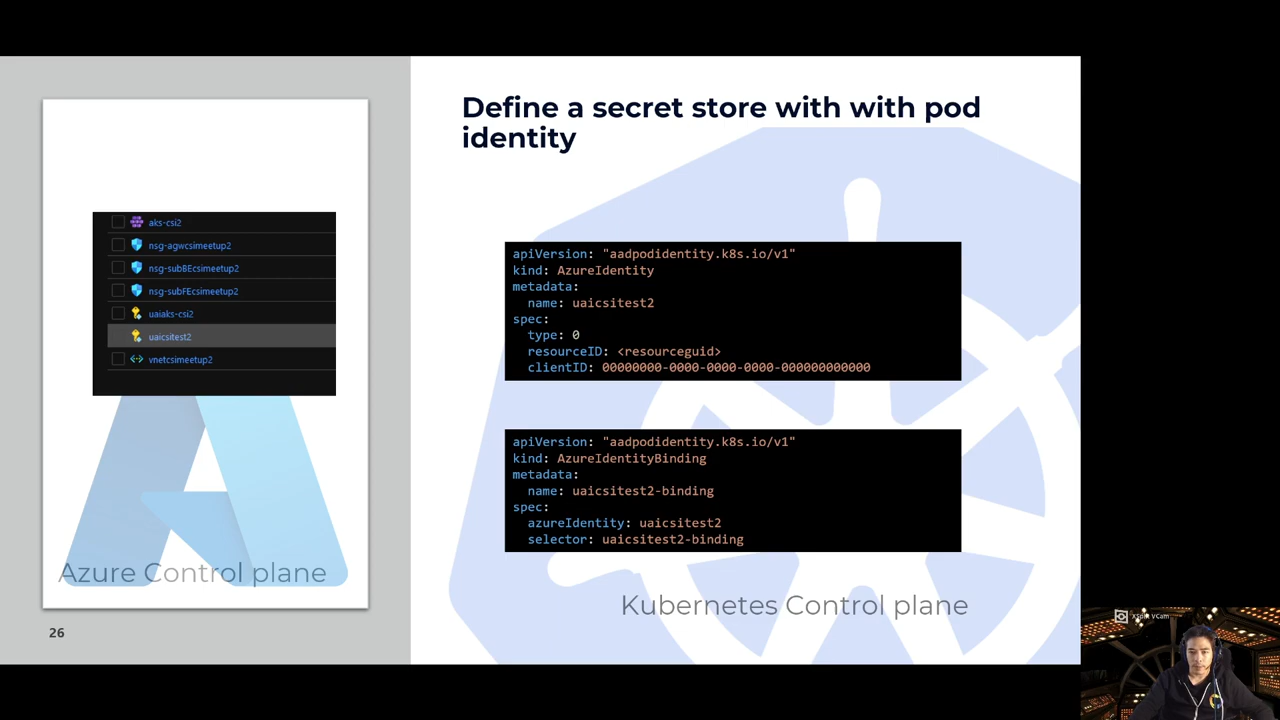 Define a secret store with with pod
identity
aks-csi2
nsg-agwcsimeetup2
nsg-subBEcsimeetup2
nsg-subFEcsimeetup2
uaiaks-csi2
uaicsitest2
vnetcsimeetup2
Azure Control plane
26
apiVersion: "aadpodidentity.k8s.io/v1"
kind: AzureIdentity
metadata:
name: uaicsitest2
spec:
type: 0
resourceID: <resourceguid>
clientID: 00000000-0000-0000-0000-000000000000
apiVersion: "aadpodidentity.k8s.io/v1"
kind: AzureIdentityBinding
metadata:
name: uaicsitest2-binding
spec:
azureIdentity: uaicsitest2
selector: uaicsitest2-binding
Kubernetes Control plane
XSplit VCam